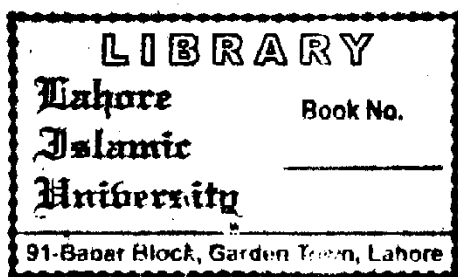 LIBRARY
Lahore
Islamic
University
Book No.
91-Babar Block, Garden Town, Lahore